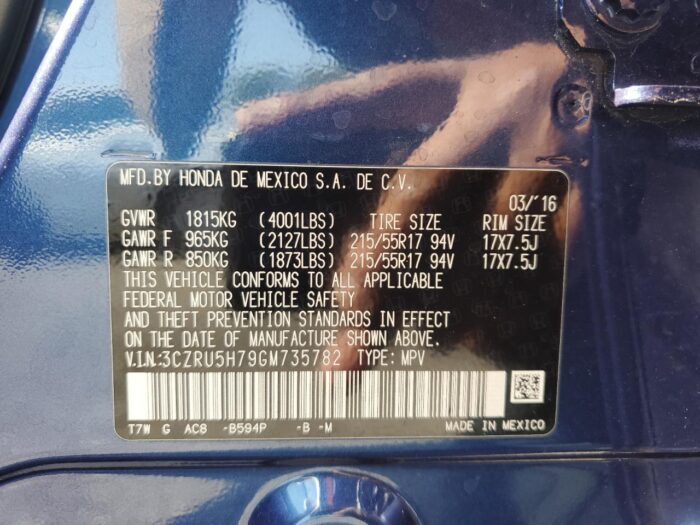 MFD.BY HONDA DE MEXICO S.A. DE C.V.
03/'16
GVWR 1815KG (4001LBS) TIRE SIZE RIM SIZE
GAWR F 965KG (2127LBS) 215/55R17 94V 17X7.5J
GAWR R 850KG (1873LBS) 215/55R17 94V 17X7.5J
THIS VEHICLE CONFORMS TO ALL APPLICABLE
FEDERAL MOTOR VEHICLE SAFETY
AND THEFT PREVENTION STANDARDS IN EFFECT
ON THE DATE OF MANUFACTURE SHOWN ABOVE.
V.I.N:3CZRU5H79GM735782 TYPE: MPV
T7W G AC8 -B594P -B -M MADE IN MEXICO